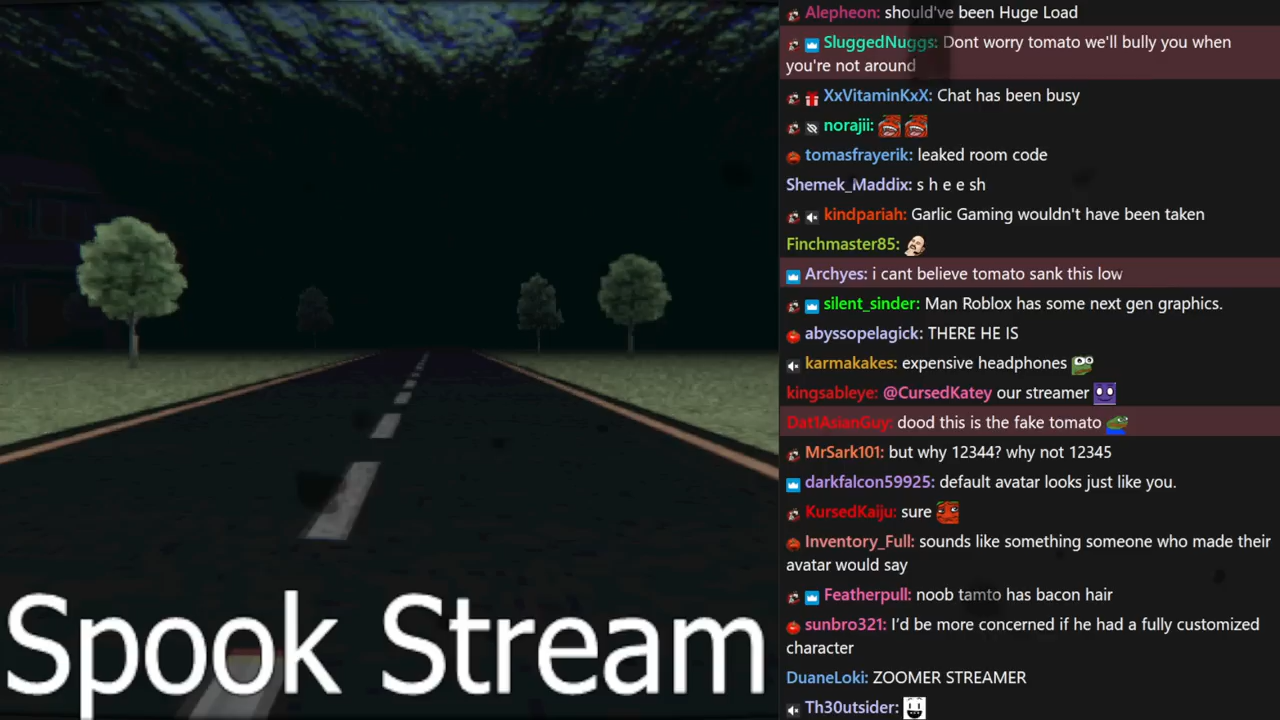 Alepheon: should've been Huge Load
SluggedNuggs: Dont worry tomato we'll bully you when
you're not around
XxVitaminKxX: Chat has been busy
norajii:
tomasfrayerik: leaked room code
Shemek_Maddix: s h e e sh
kindpariah: Garlic Gaming wouldn't have been taken
Finchmaster85:
Archyes: i cant believe tomato sank this low
silent_sinder: Man Roblox has some next gen graphics.
abyssopelagick: THERE HE IS
karmakakes: expensive headphones
kingsableye: @CursedKatey our streamer
Dat1AsianGuy: dood this is the fake tomato
MrSark101: but why 12344? why not 12345
darkfalcon59925: default avatar looks just like you.
KursedKaiju: sure
Inventory_Full: sounds like something someone who made their
avatar would say
Featherpull: noob tamto has bacon hair
sunbro321: I'd be more concerned if he had a fully customized
character
DuaneLoki: ZOOMER STREAMER
Th30utsider:
Spook Stream